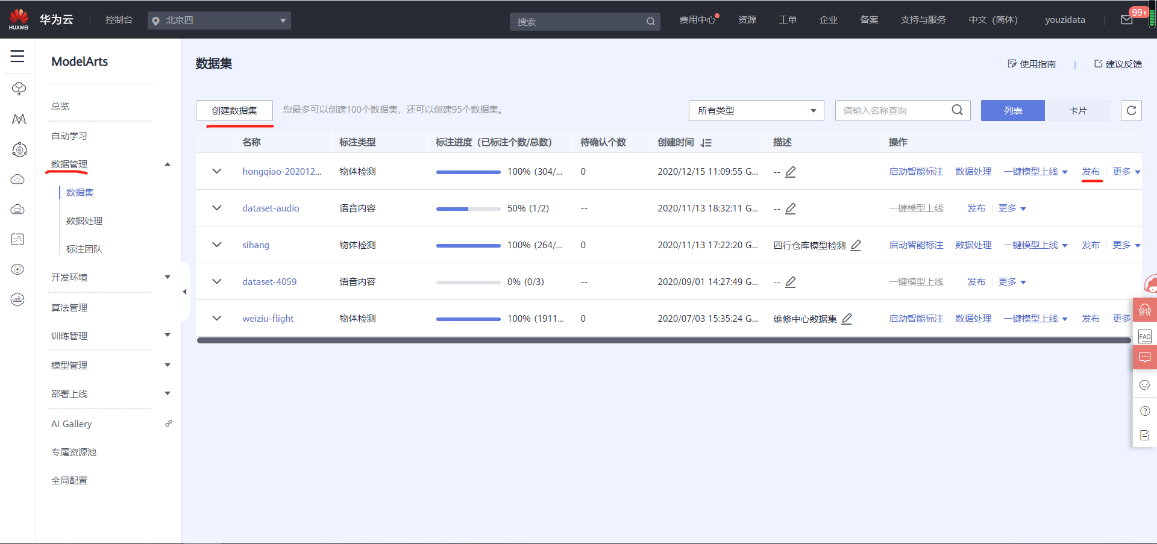 HUAWEI 华为云 控制台 北京四 搜索 费用中心 资源 工单 企业 备案 支持与服务 中文（简体） youzidata 99+
ModelArts
总览
自动学习
数据管理
数据集
数据处理
标注团队
开发环境
算法管理
训练管理
模型管理
部署上线
AI Gallery
专属资源池
全局配置
数据集 使用指南 建议反馈
创建数据集 您最多可以创建100个数据集，还可以创建95个数据集。 所有类型 请输入名称查询 列表 卡片
名称 标注类型 标注进度（已标注个数/总数） 待确认个数 创建时间 描述 操作
hongqiao-202012... 物体检测 100% (304/... 0 2020/12/15 11:09:55 G... -- 启动智能标注 数据处理 一键模型上线 发布 更多
dataset-audio 语音内容 50% (1/2) -- 2020/11/13 18:32:11 G... -- 一键模型上线 发布 更多
sihang 物体检测 100% (264/... 0 2020/11/13 17:22:20 G... 四行仓库模型检测 启动智能标注 数据处理 一键模型上线 发布 更多
dataset-4059 语音内容 0% (0/3) -- 2020/09/01 14:27:49 G... -- 一键模型上线 发布 更多
weiziu-flight 物体检测 100% (1911... 0 2020/07/03 15:35:24 G... 维修中心数据集 启动智能标注 数据处理 一键模型上线 发布 更多
FAQ